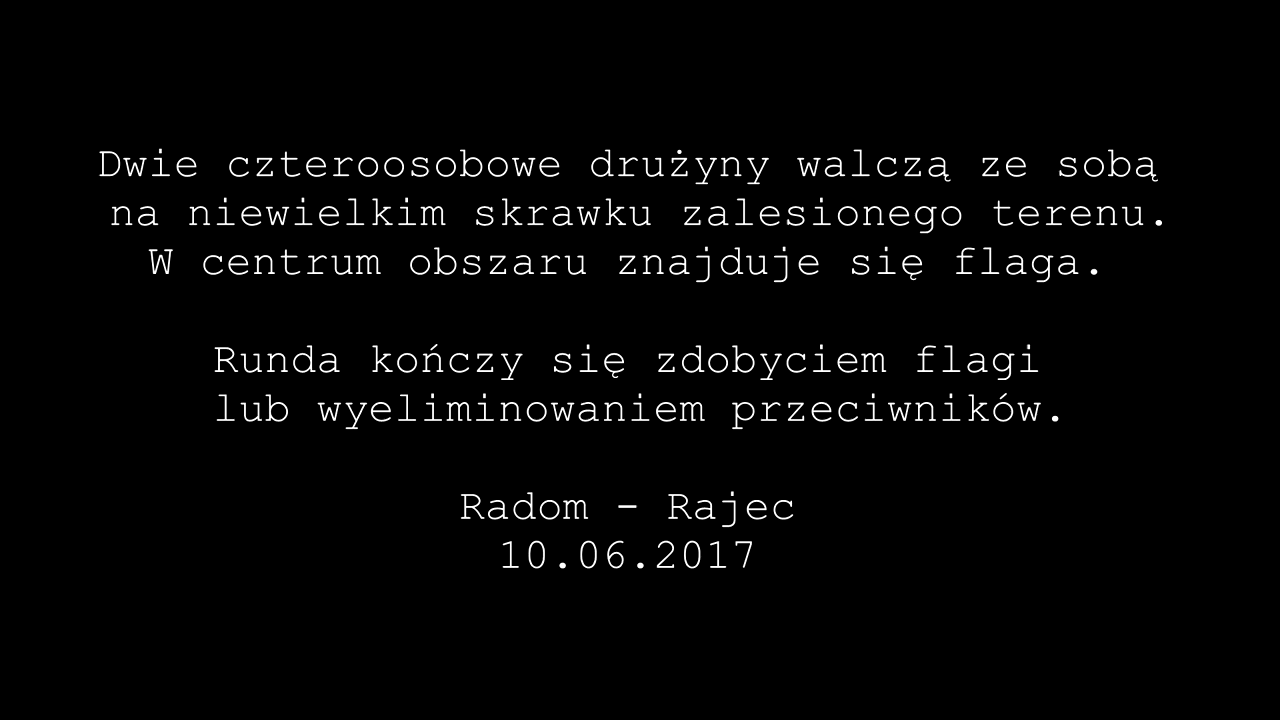 Dwie czteroosobowe drużyny walczą ze sobą
na niewielkim skrawku zalesionego terenu.
W centrum obszaru znajduje się flaga.
Runda kończy się zdobyciem flagi
lub wyeliminowaniem przeciwników.
Radom - Rajec
10.06.2017